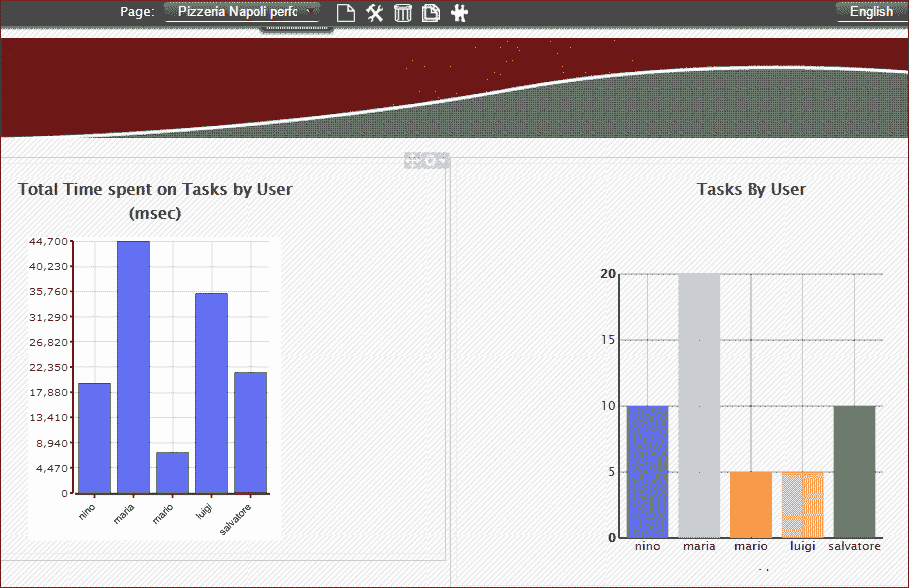 Page: Pizzeria Napoli perfc English
Total Time spent on Tasks by User
(msec)
44,700
40,230
35,760
31,290
26,820
22,350
17,880
13,410
8,940
4,470
0
nino maria mario luigi salvatore
Tasks By User
20
15
10
5
0
nino maria mario luigi salvatore